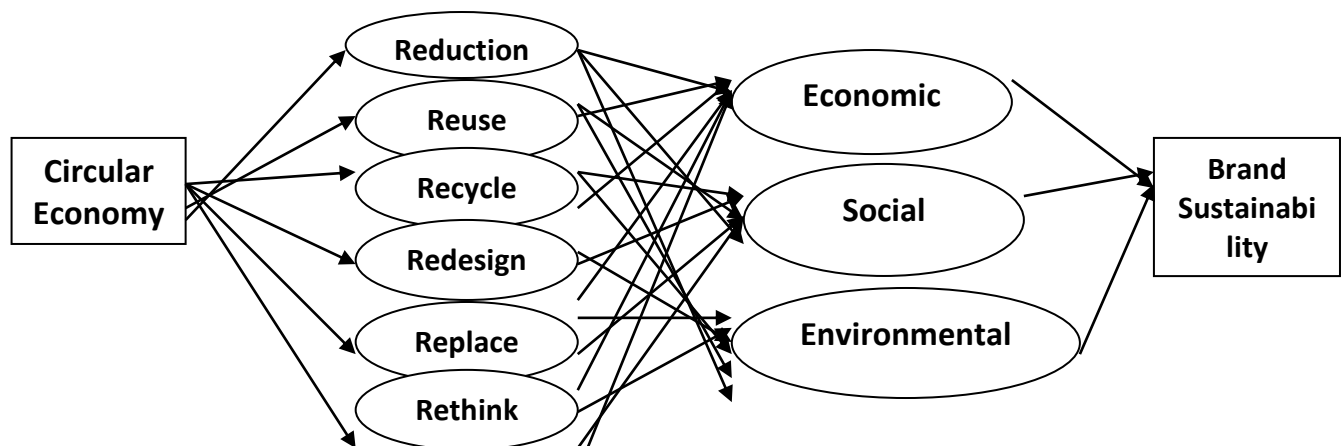 Circular
Economy
Reduction
Reuse
Recycle
Redesign
Replace
Rethink
Economic
Social
Environmental
Brand
Sustainabi
lity